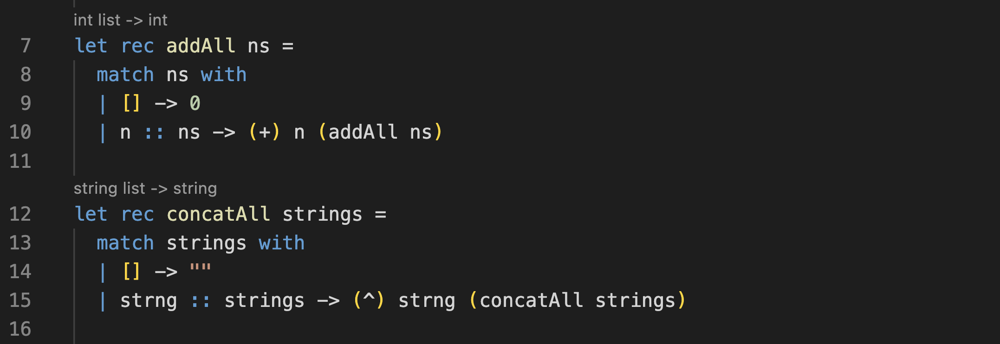 int list -> int
7 let rec addAll ns =
8 match ns with
9 | [] -> 0
10 | n :: ns -> (+) n (addAll ns)
11
string list -> string
12 let rec concatAll strings =
13 match strings with
14 | [] -> ""
15 | strng :: strings -> (^) strng (concatAll strings)
16